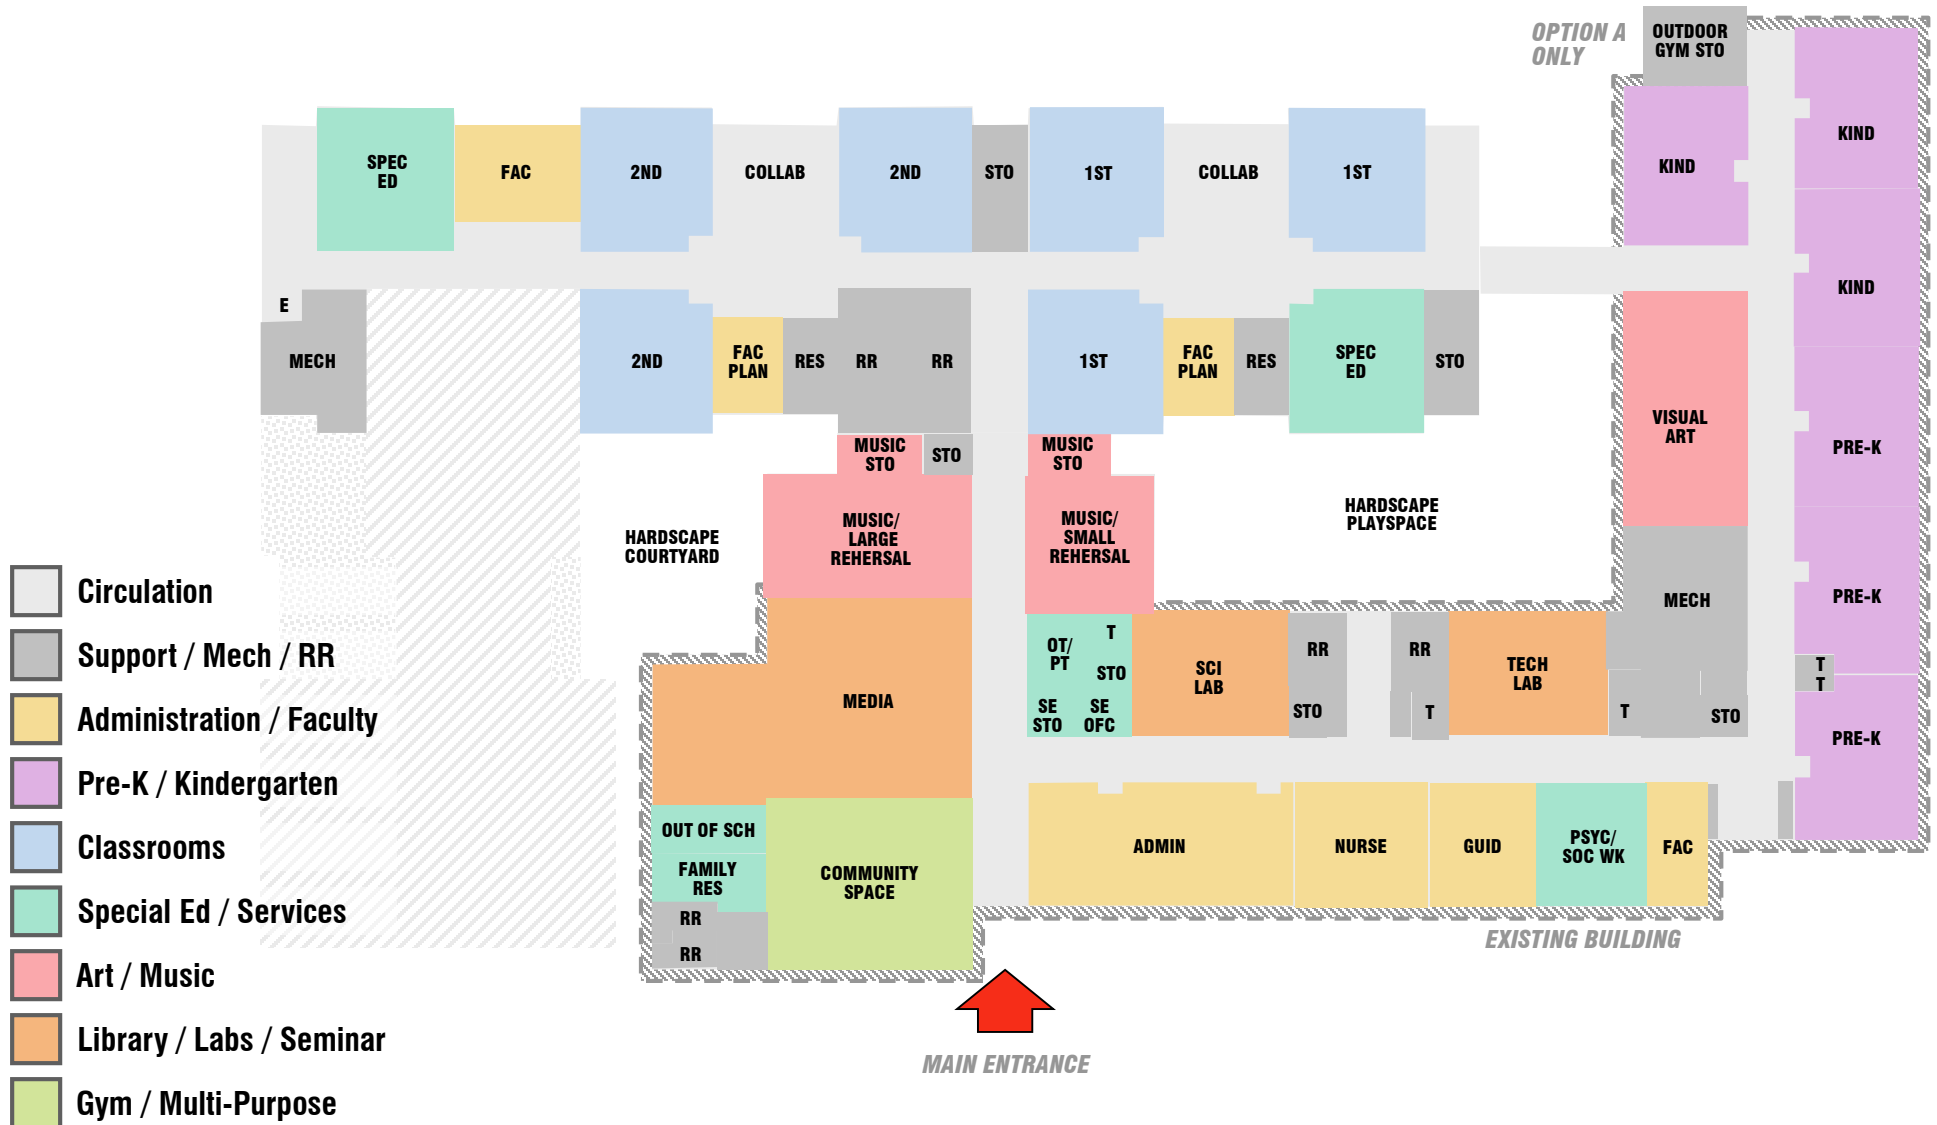 OPTION A
ONLY
OUTDOOR
GYM STO
KIND
KIND
SPEC
ED
FAC
2ND
COLLAB
2ND
STO
1ST
COLLAB
1ST
KIND
E
MECH
2ND
FAC
PLAN
RES
RR
RR
1ST
FAC
PLAN
RES
SPEC
ED
STO
VISUAL
ART
PRE-K
MUSIC
STO
STO
MUSIC
STO
HARDSCAPE
COURTYARD
MUSIC/
LARGE
REHERSAL
MUSIC/
SMALL
REHERSAL
HARDSCAPE
PLAYSPACE
MECH
PRE-K
OT/
PT
T
STO
SE
STO
SE
OFC
SCI
LAB
RR
STO
RR
T
TECH
LAB
T
STO
T
T
PRE-K
MEDIA
OUT OF SCH
FAMILY
RES
RR
RR
COMMUNITY
SPACE
ADMIN
NURSE
GUID
PSYC/
SOC WK
FAC
EXISTING BUILDING
MAIN ENTRANCE
Circulation
Support / Mech / RR
Administration / Faculty
Pre-K / Kindergarten
Classrooms
Special Ed / Services
Art / Music
Library / Labs / Seminar
Gym / Multi-Purpose